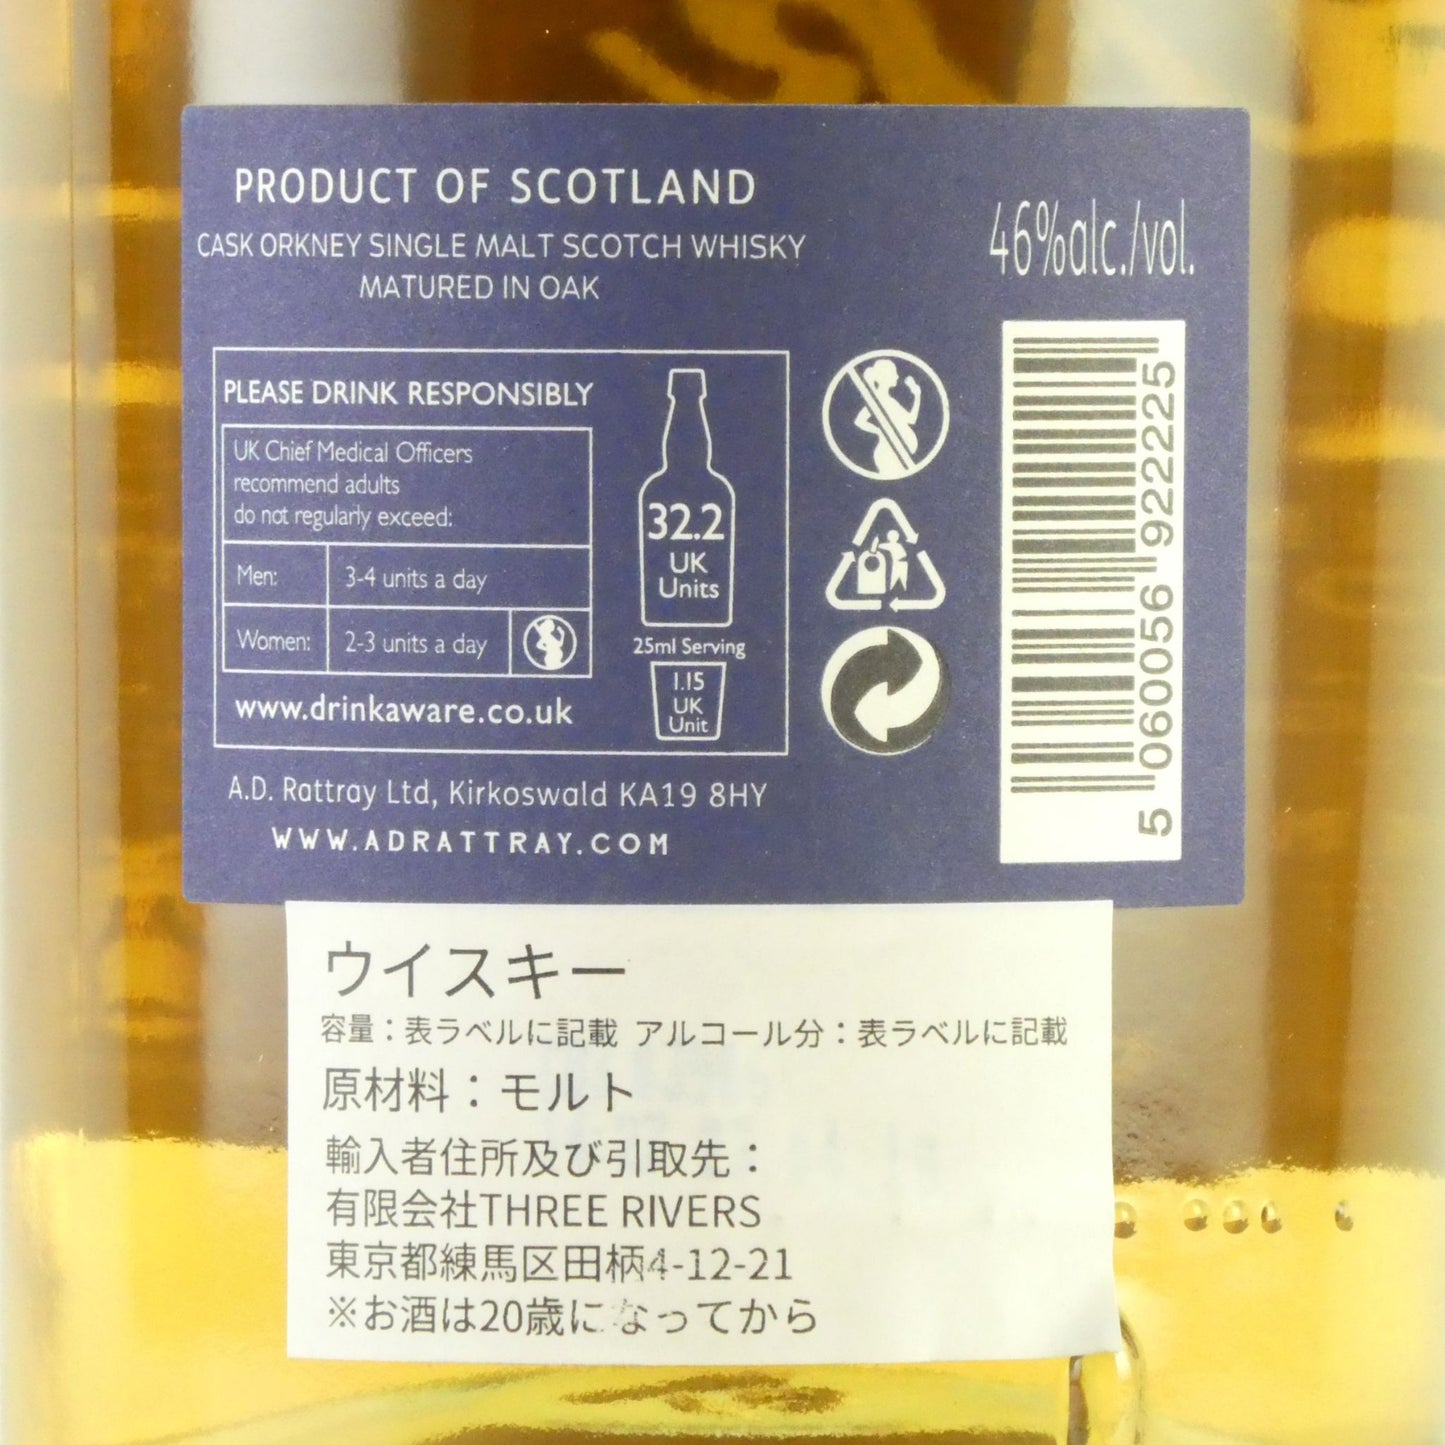 PRODUCT OF SCOTLAND
CASK ORKNEY SINGLE MALT SCOTCH WHISKY
MATURED IN OAK
46%alc./vol.
PLEASE DRINK RESPONSIBLY
UK Chief Medical Officers
recommend adults
do not regularly exceed:
Men: 3-4 units a day
Women: 2-3 units a day
www.drinkaware.co.uk
32.2
UK
Units
25ml Serving
1.15
UK
Unit
5 060056 922225
A.D. Rattray Ltd, Kirkoswald KA19 8HY
WWW.ADRATTRAY.COM
ウイスキー
容量：表ラベルに記載 アルコール分：表ラベルに記載
原材料：モルト
輸入者住所及び引取先：
有限会社THREE RIVERS
東京都練馬区田柄4-12-21
※お酒は20歳になってから